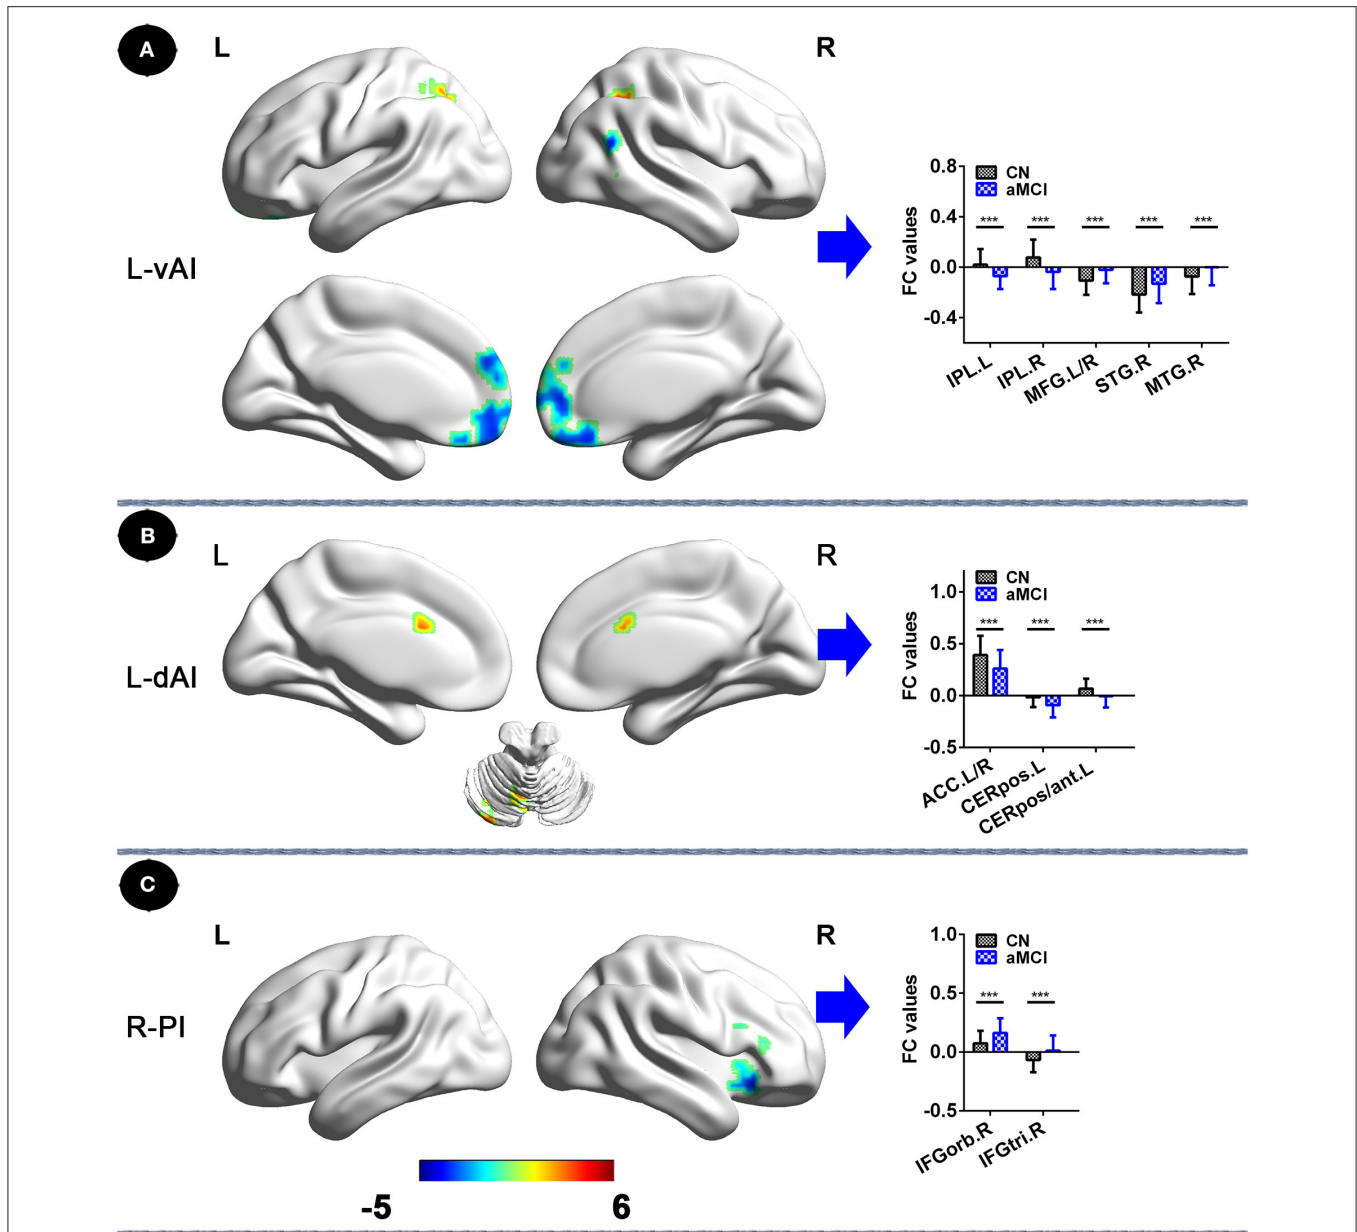 A
L
R
L-vAI
0.8
0.4
0.0
-0.4
FC values
CN
aMCI
*** *** *** *** ***
IPL.L
IPL.R
MFG.L/R
STG.R
MTG.R
B
L
R
L-dAI
1.0
0.5
0.0
-0.5
FC values
CN
aMCI
*** *** ***
ACC.L/R
CERpos.L
CERpos/ant.L
C
L
R
R-PI
1.0
0.5
0.0
-0.5
FC values
CN
aMCI
*** ***
IFGorb.R
IFGtri.R
-5
6